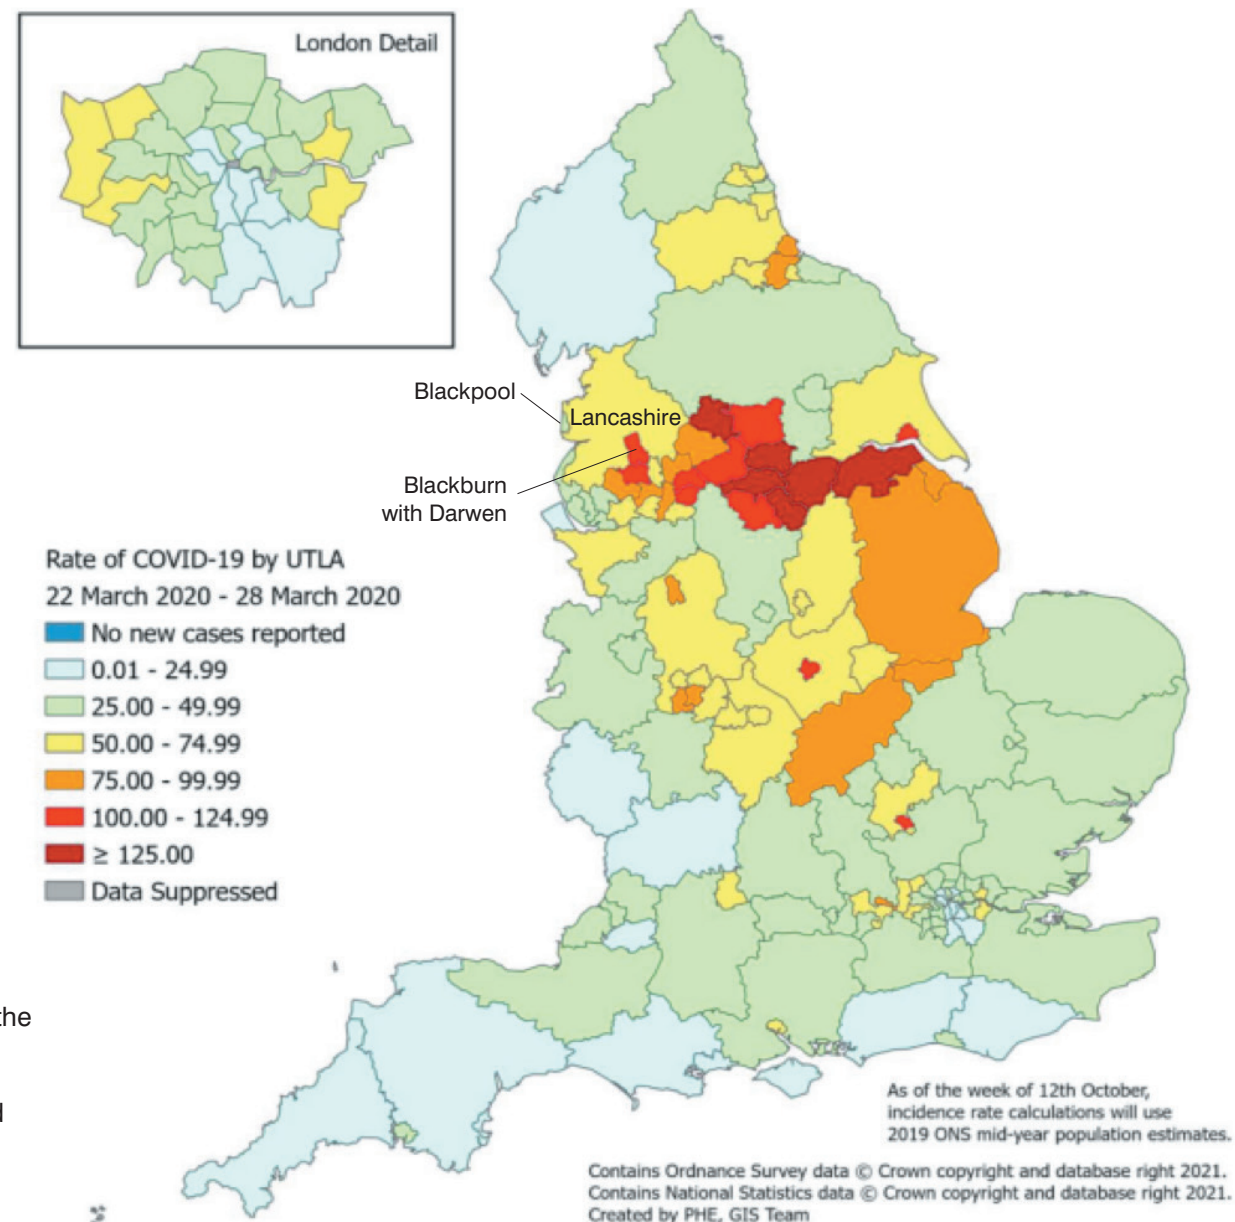 London Detail
Blackpool
Lancashire
Blackburn
with Darwen
Rate of COVID-19 by UTLA
22 March 2020 - 28 March 2020
No new cases reported
0.01 - 24.99
25.00 - 49.99
50.00 - 74.99
75.00 - 99.99
100.00 - 124.99
≥ 125.00
Data Suppressed
the
As of the week of 12th October,
incidence rate calculations will use
2019 ONS mid-year population estimates.
Contains Ordnance Survey data © Crown copyright and database right 2021.
Contains National Statistics data © Crown copyright and database right 2021.
Created by PHE, GIS Team